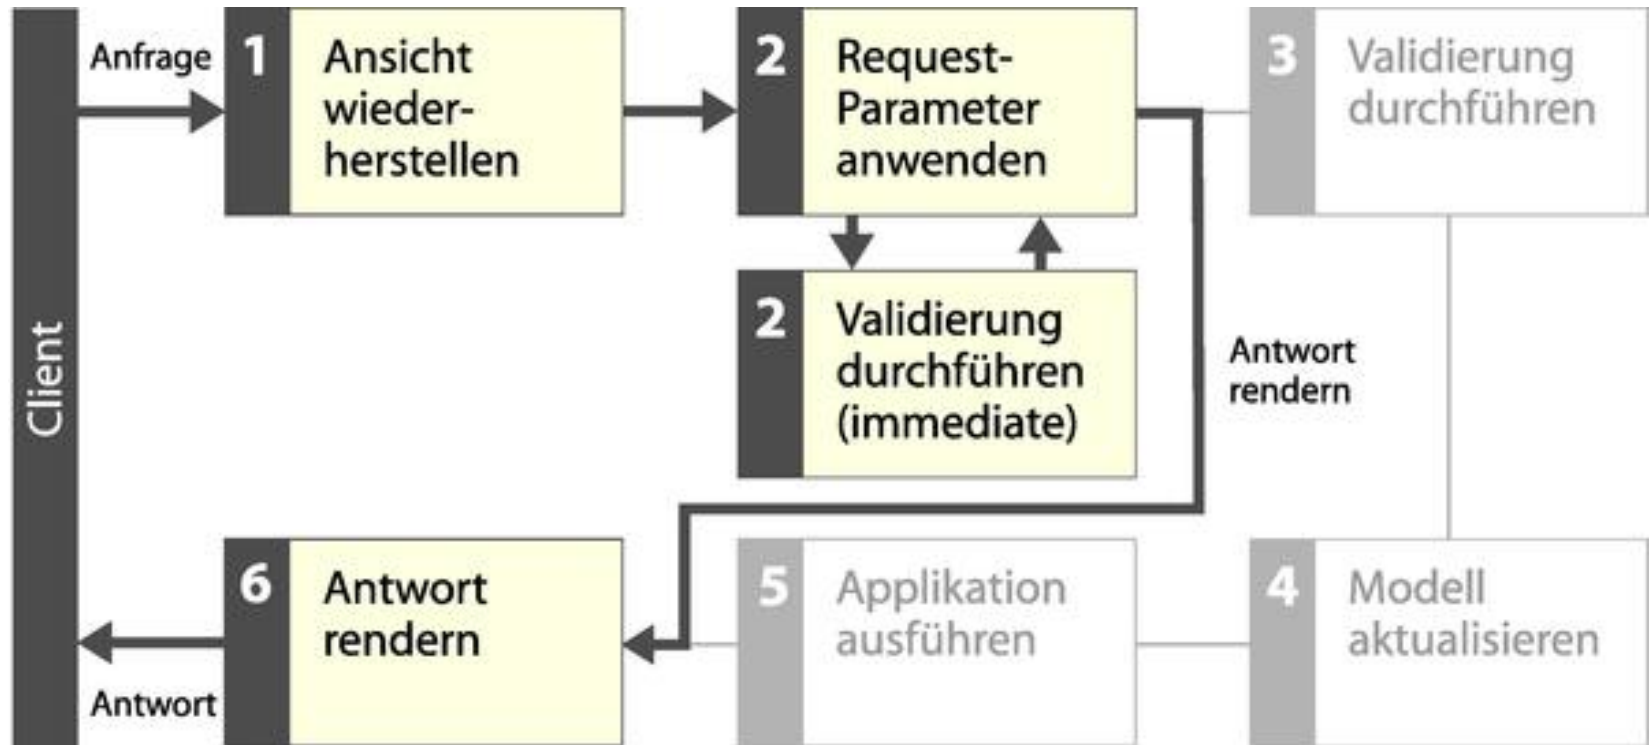 Client
Anfrage
1
Ansicht
wieder-
herstellen
2
Request-
Parameter
anwenden
3
Validierung
durchführen
2
Validierung
durchführen
(immediate)
Antwort
rendern
6
Antwort
rendern
5
Applikation
ausführen
4
Modell
aktualisieren
Antwort